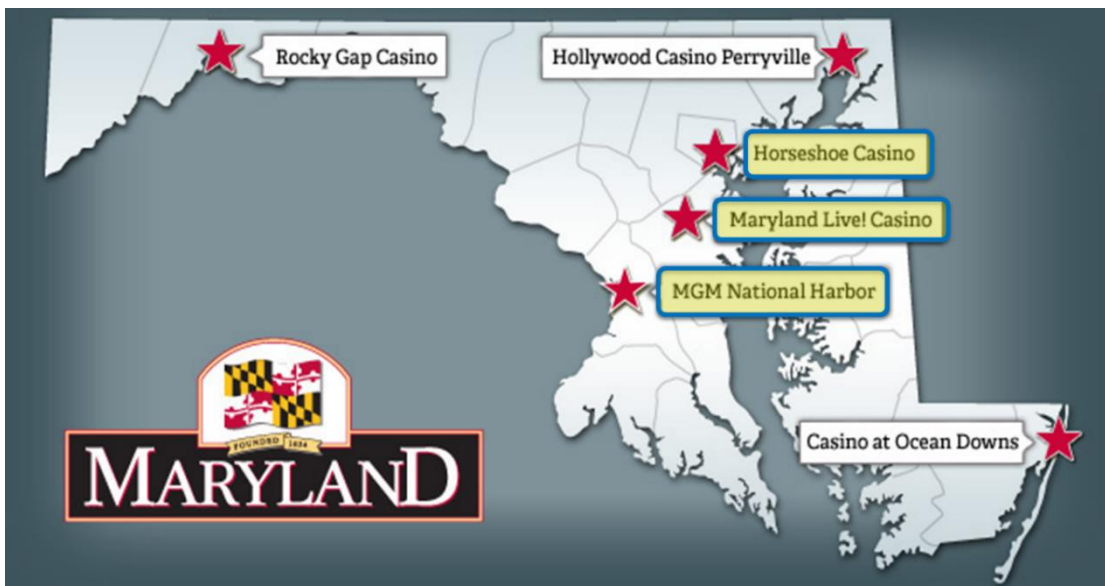 Rocky Gap Casino
Hollywood Casino Perryville
Horseshoe Casino
Maryland Live! Casino
MGM National Harbor
FOUNDED 1634
MARYLAND
Casino at Ocean Downs